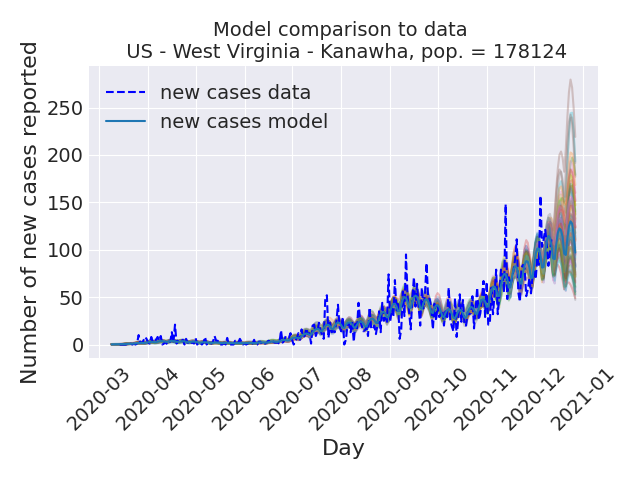 Model comparison to data
US - West Virginia - Kanawha, pop. = 178124
Number of new cases reported
250
200
150
100
50
0
new cases data
new cases model
2020-03
2020-04
2020-05
2020-06
2020-07
2020-08
2020-09
2020-10
2020-11
2020-12
2021-01
Day